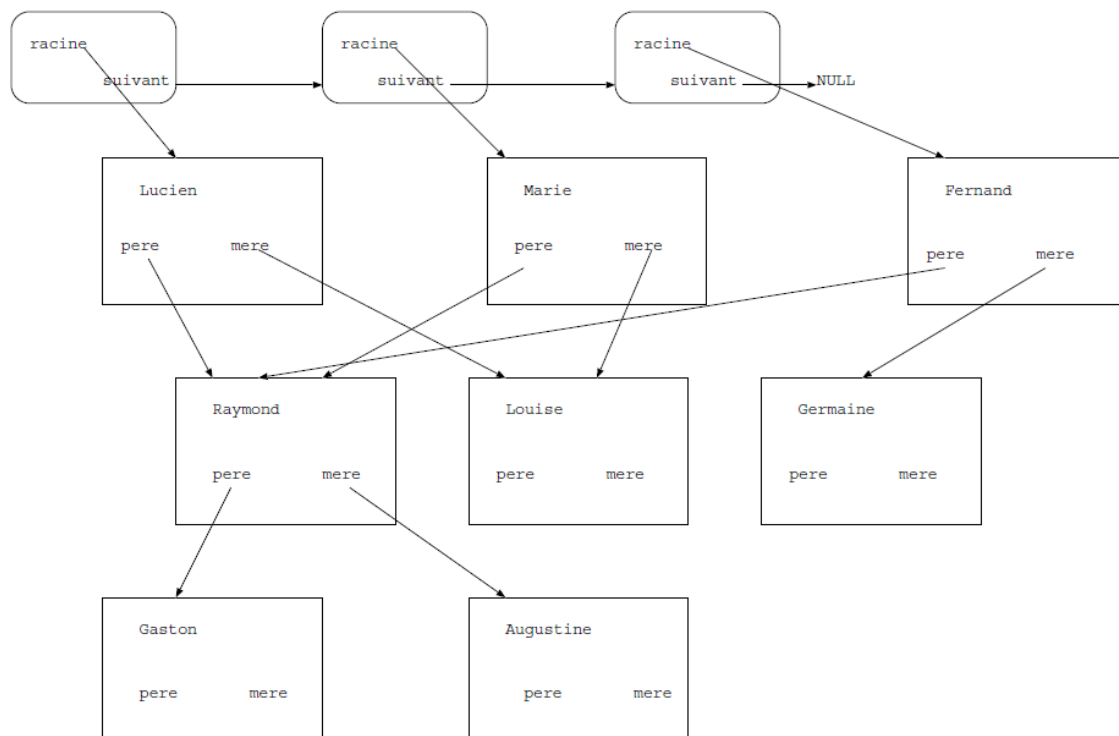 racine racine racine
suivant suivant suivant NULL
Lucien Marie Fernand
pere mere pere mere pere mere
Raymond Louise Germaine
pere mere pere mere pere mere
Gaston Augustine
pere mere pere mere